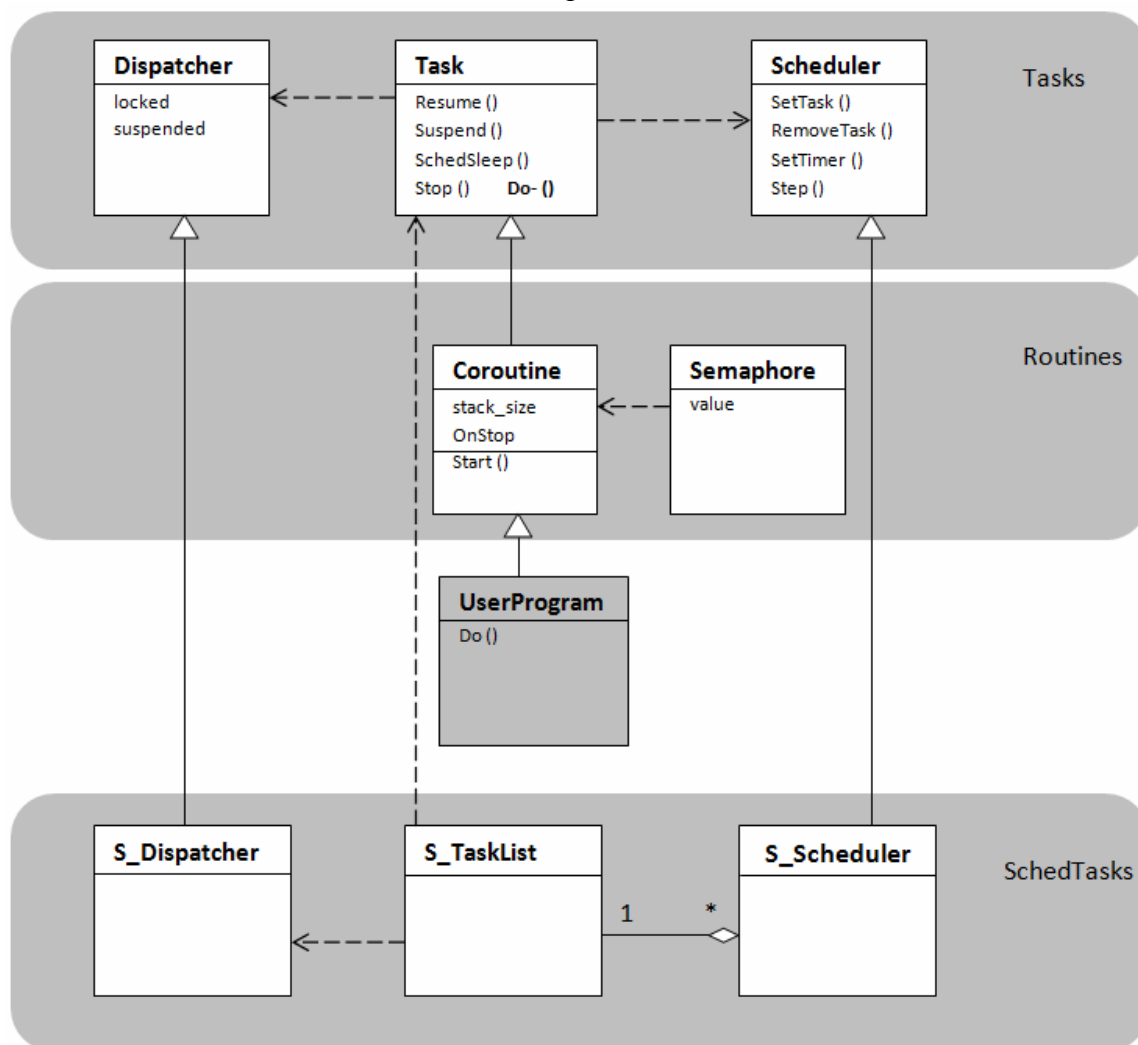 Dispatcher
locked
suspended
Task
Resume ()
Suspend ()
SchedSleep ()
Stop ()   Do- ()
Scheduler
SetTask ()
RemoveTask ()
SetTimer ()
Step ()
Tasks
Coroutine
stack_size
OnStop
Start ()
Semaphore
value
Routines
UserProgram
Do ()
S_Dispatcher
S_TaskList
S_Scheduler
SchedTasks
1
*